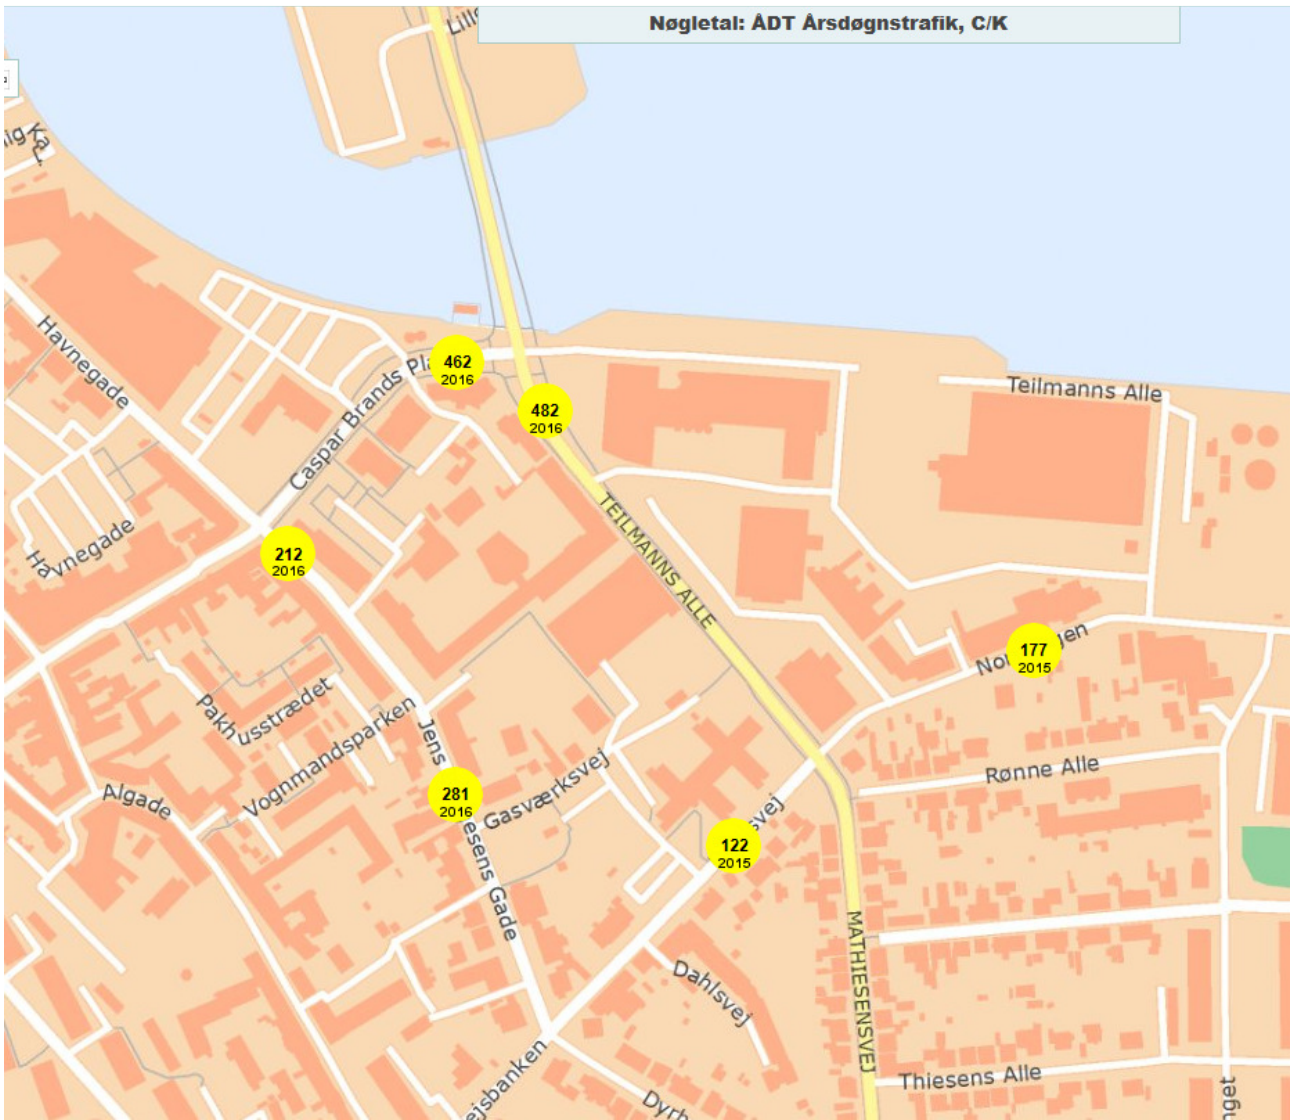 Nøgletal: ÅDT Årsdøgnstrafik, C/K
Havnegade
Caspar Brands
462
2016
482
2016
Teilmanns Alle
Havnegade
212
2016
TEILMANNS ALLE
177
2015
Pakhusstrædet
Vognmandsparken
Jens
281
2016
Gade
Gasværksvej
Algade
Rønne Alle
122
2015
Dahlsvej
MATHIESENSVEJ
Thiesens Alle